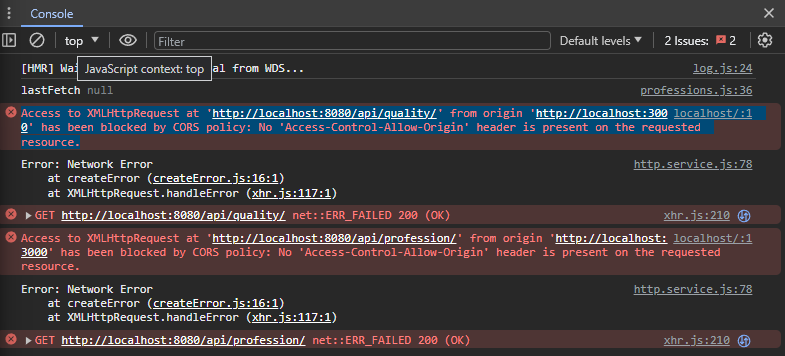 Console
top
Filter
Default levels
2 Issues:
2
[HMR] Wai
al from WDS...
log.js:24
JavaScript context: top
lastFetch null
professions.js:36
Access to XMLHttpRequest at 'http://localhost:8080/api/quality/' from origin 'http://localhost:300
localhost/:1
0' has been blocked by CORS policy: No 'Access-Control-Allow-Origin' header is present on the requested
resource.
Error: Network Error
http.service.js:78
at createError (createError.js:16:1)
at XMLHttpRequest.handleError (xhr.js:117:1)
GET http://localhost:8080/api/quality/ net::ERR_FAILED 200 (OK)
xhr.js:210
Access to XMLHttpRequest at 'http://localhost:8080/api/profession/' from origin 'http://localhost:
localhost/:1
3000' has been blocked by CORS policy: No 'Access-Control-Allow-Origin' header is present on the requested
resource.
Error: Network Error
http.service.js:78
at createError (createError.js:16:1)
at XMLHttpRequest.handleError (xhr.js:117:1)
GET http://localhost:8080/api/profession/ net::ERR_FAILED 200 (OK)
xhr.js:210